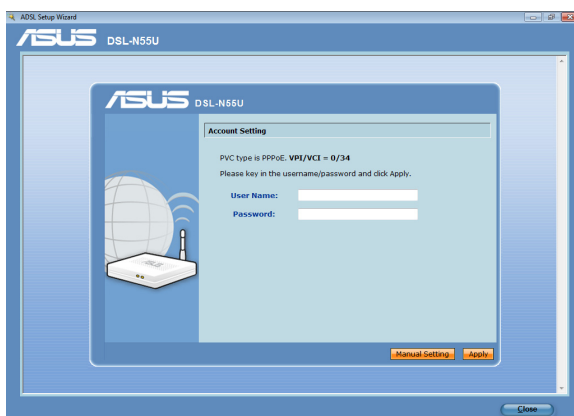 ADSL Setup Wizard
ASUS DSL-N55U
ASUS DSL-N55U
Account Setting
PVC type is PPPoE. VPI/VCI = 0/34
Please key in the username/password and click Apply.
User Name:
Password:
ASUS
Manual Setting Apply
Close